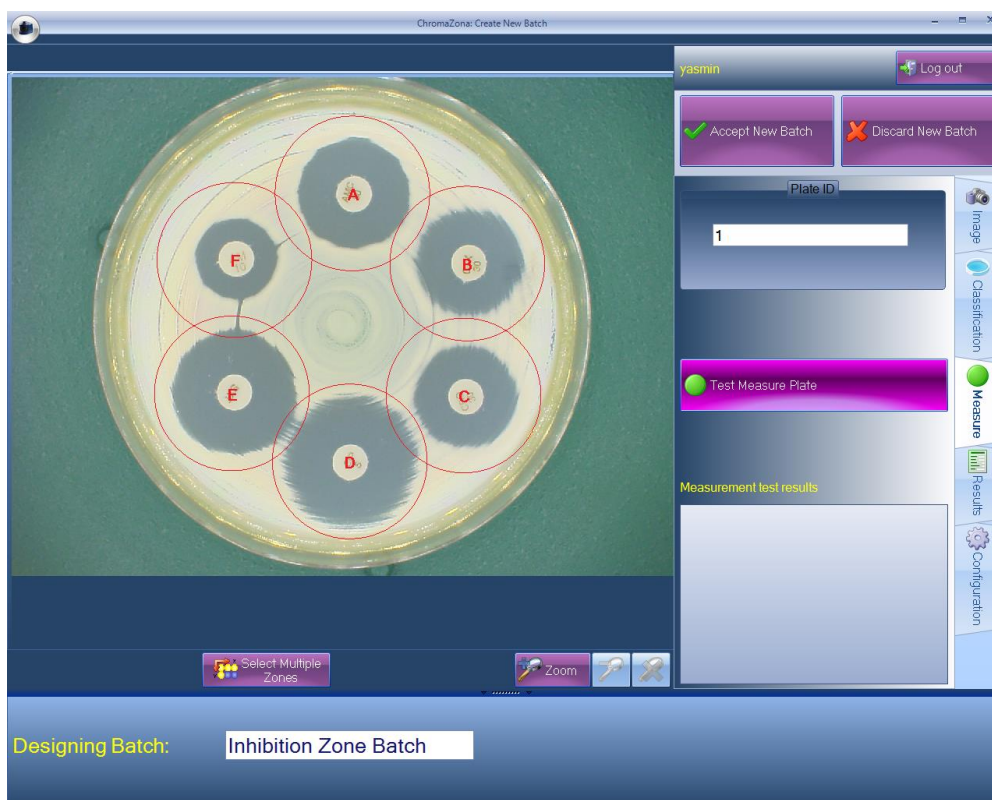 ChromaZona: Create New Batch
yasmin
Log out
Accept New Batch
Discard New Batch
Plate ID
1
Image
Classification
Measure
Results
Configuration
Test Measure Plate
Measurement test results
A
B
F
E
C
D
Select Multiple
Zones
Zoom
Designing Batch:
Inhibition Zone Batch